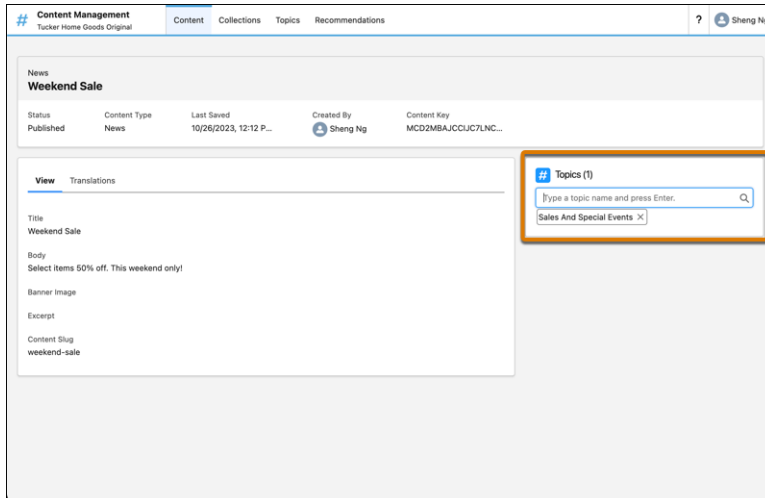 Content Management
Tucker Home Goods Original
Content Collections Topics Recommendations
? Sheng N
News
Weekend Sale
Status Content Type Last Saved Created By Content Key
Published News 10/26/2023, 12:12 P... Sheng Ng MCD2MBAJCCIJC7LNC...
View Translations
Title
Weekend Sale
Body
Select items 50% off. This weekend only!
Banner Image
Excerpt
Content Slug
weekend-sale
# Topics (1)
Type a topic name and press Enter.
Sales And Special Events ×